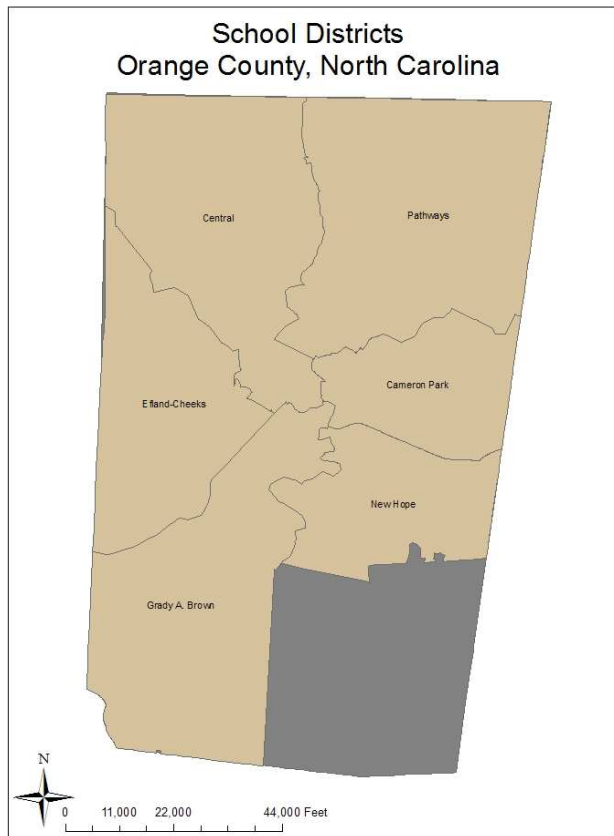 School Districts
Orange County, North Carolina
Central
Pathways
Cameron Park
Efland-Cheeks
New Hope
Grady A. Brown
N
0 11,000 22,000 44,000 Feet